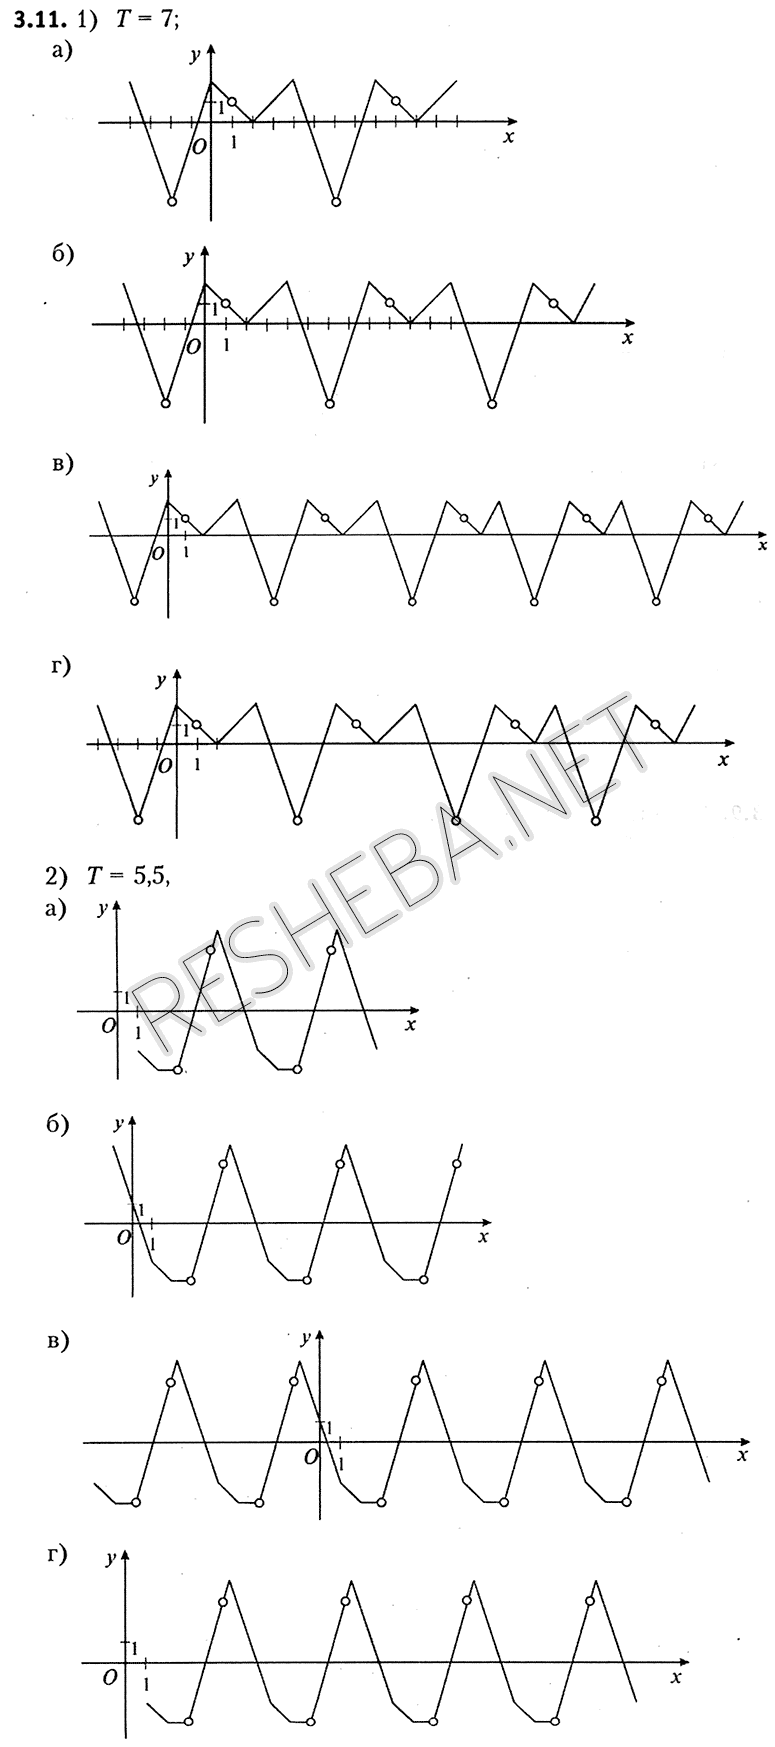 3.11. 1) T = 7;
а)
y
1
O 1 x
б)
y
1
O 1 x
в)
y
1
O 1 x
г)
y
1
O 1 x
RESHEBA.NET
2) T = 5,5,
а)
y
1
O 1 x
б)
y
1
O 1 x
в)
y
1
O 1 x
г)
y
1
O 1 x